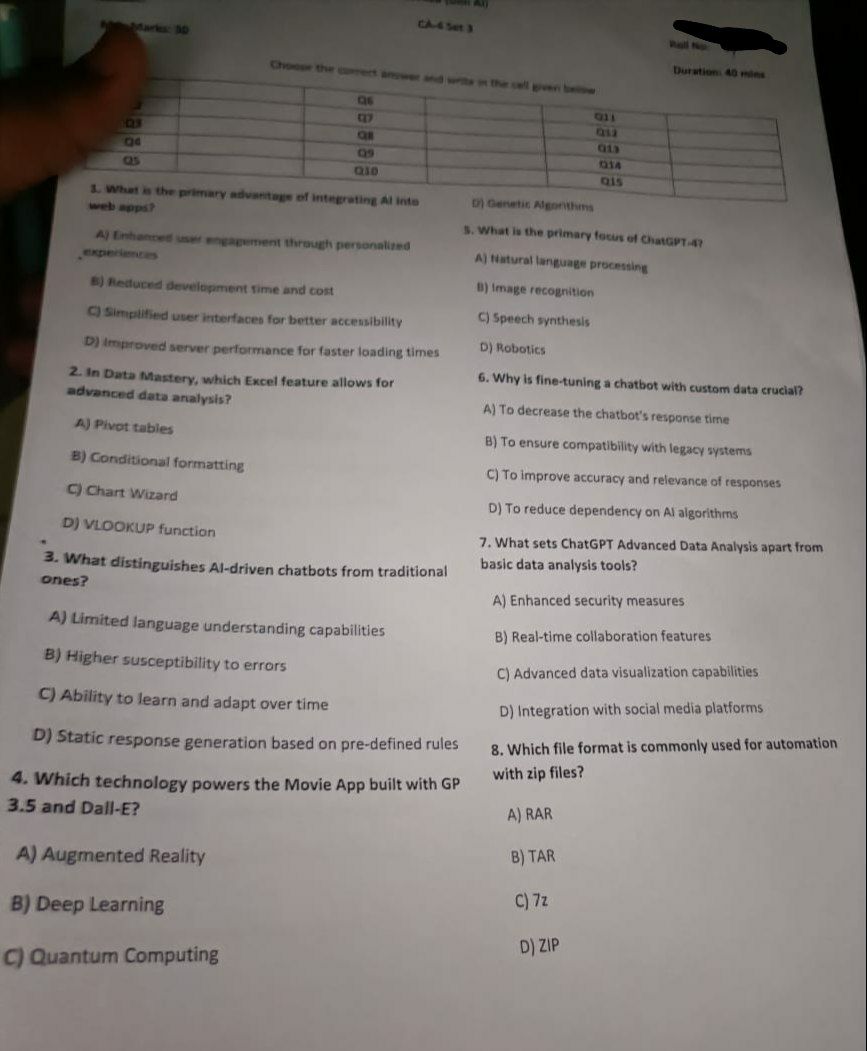 Marks: 30
CA-6 Set 3
Roll No:
Duration: 40 mins
Choose the correct answer and write in the cell given below
Q6 Q11
Q3 Q7 Q12
Q4 Q8 Q13
Q5 Q9 Q14
Q10 Q15
1. What is the primary advantage of integrating AI into
web apps?
A) Enhanced user engagement through personalized
experiences
B) Reduced development time and cost
C) Simplified user interfaces for better accessibility
D) Improved server performance for faster loading times
2. In Data Mastery, which Excel feature allows for
advanced data analysis?
A) Pivot tables
B) Conditional formatting
C) Chart Wizard
D) VLOOKUP function
3. What distinguishes AI-driven chatbots from traditional
ones?
A) Limited language understanding capabilities
B) Higher susceptibility to errors
C) Ability to learn and adapt over time
D) Static response generation based on pre-defined rules
4. Which technology powers the Movie App built with GP
3.5 and Dall-E?
A) Augmented Reality
B) Deep Learning
C) Quantum Computing
D) Genetic Algorithms
5. What is the primary focus of ChatGPT-4?
A) Natural language processing
B) Image recognition
C) Speech synthesis
D) Robotics
6. Why is fine-tuning a chatbot with custom data crucial?
A) To decrease the chatbot's response time
B) To ensure compatibility with legacy systems
C) To improve accuracy and relevance of responses
D) To reduce dependency on AI algorithms
7. What sets ChatGPT Advanced Data Analysis apart from
basic data analysis tools?
A) Enhanced security measures
B) Real-time collaboration features
C) Advanced data visualization capabilities
D) Integration with social media platforms
8. Which file format is commonly used for automation
with zip files?
A) RAR
B) TAR
C) 7z
D) ZIP